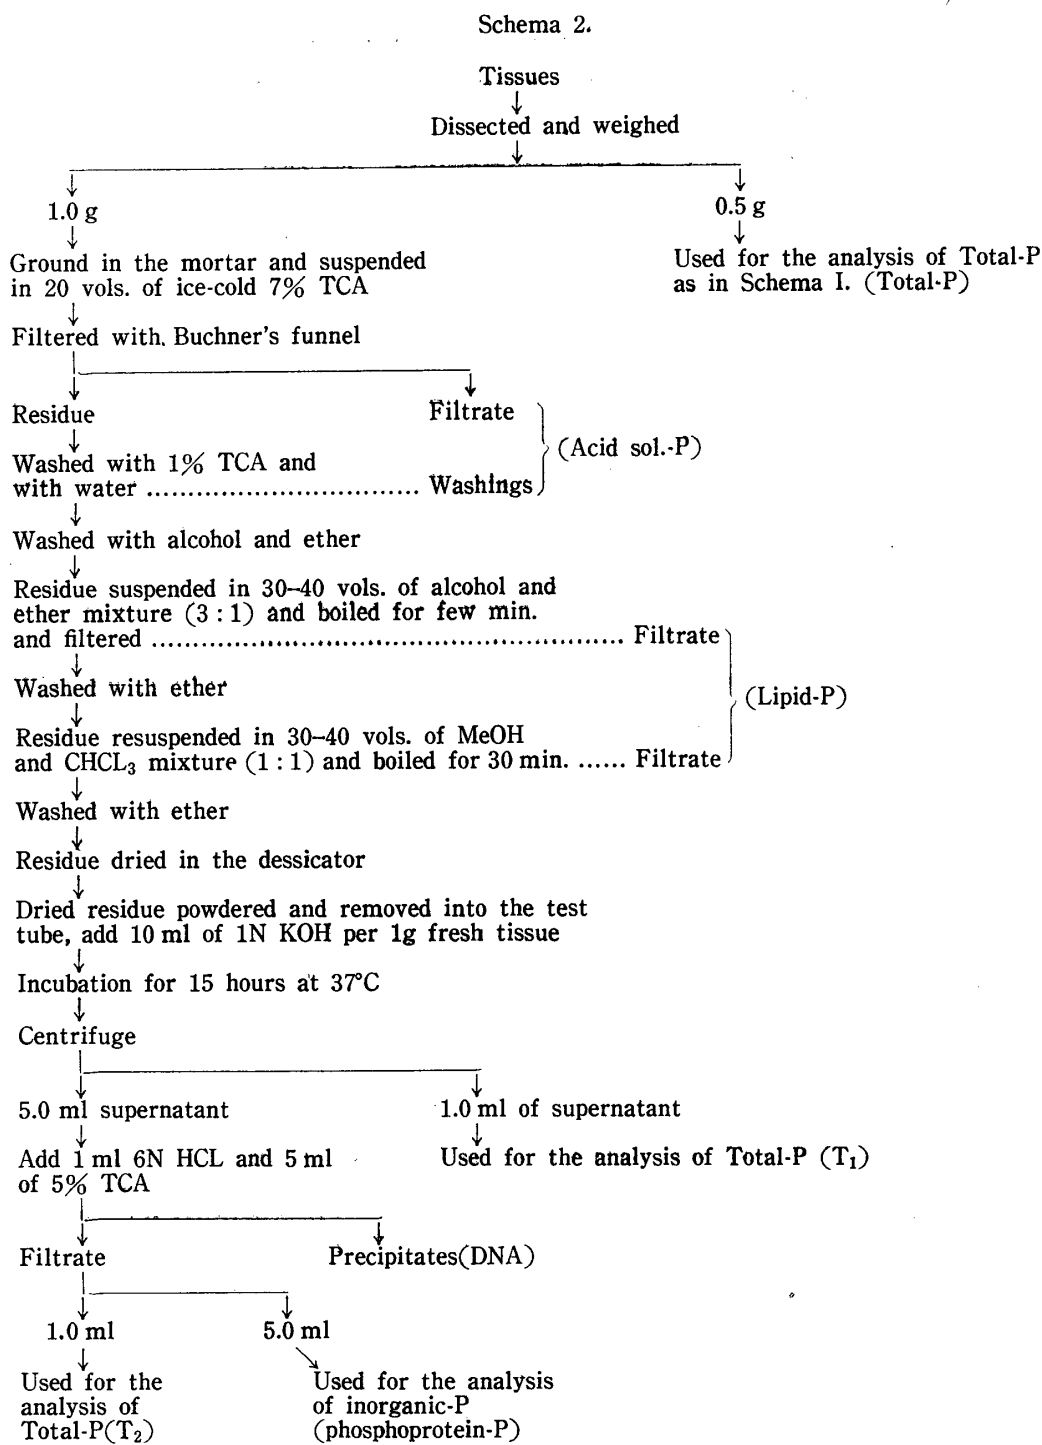 Schema 2.
Tissues
Dissected and weighed
1.0 g
0.5 g
Ground in the mortar and suspended
in 20 vols. of ice-cold 7% TCA
Used for the analysis of Total-P
as in Schema I. (Total-P)
Filtered with. Buchner's funnel
Residue
Filtrate
(Acid sol.-P)
Washed with 1% TCA and
with water ................................. Washings
Washed with alcohol and ether
Residue suspended in 30–40 vols. of alcohol and
ether mixture (3 : 1) and boiled for few min.
and filtered ......................................................... Filtrate
(Lipid-P)
Washed with ether
Residue resuspended in 30–40 vols. of MeOH
and CHCL₃ mixture (1 : 1) and boiled for 30 min. ...... Filtrate
Washed with ether
Residue dried in the dessicator
Dried residue powdered and removed into the test
tube, add 10 ml of 1N KOH per 1g fresh tissue
Incubation for 15 hours at 37°C
Centrifuge
5.0 ml supernatant
1.0 ml of supernatant
Add 1 ml 6N HCL and 5 ml
of 5% TCA
Used for the analysis of Total-P (T₁)
Filtrate
Precipitates(DNA)
1.0 ml
5.0 ml
Used for the
analysis of
Total-P(T₂)
Used for the analysis
of inorganic-P
(phosphoprotein-P)